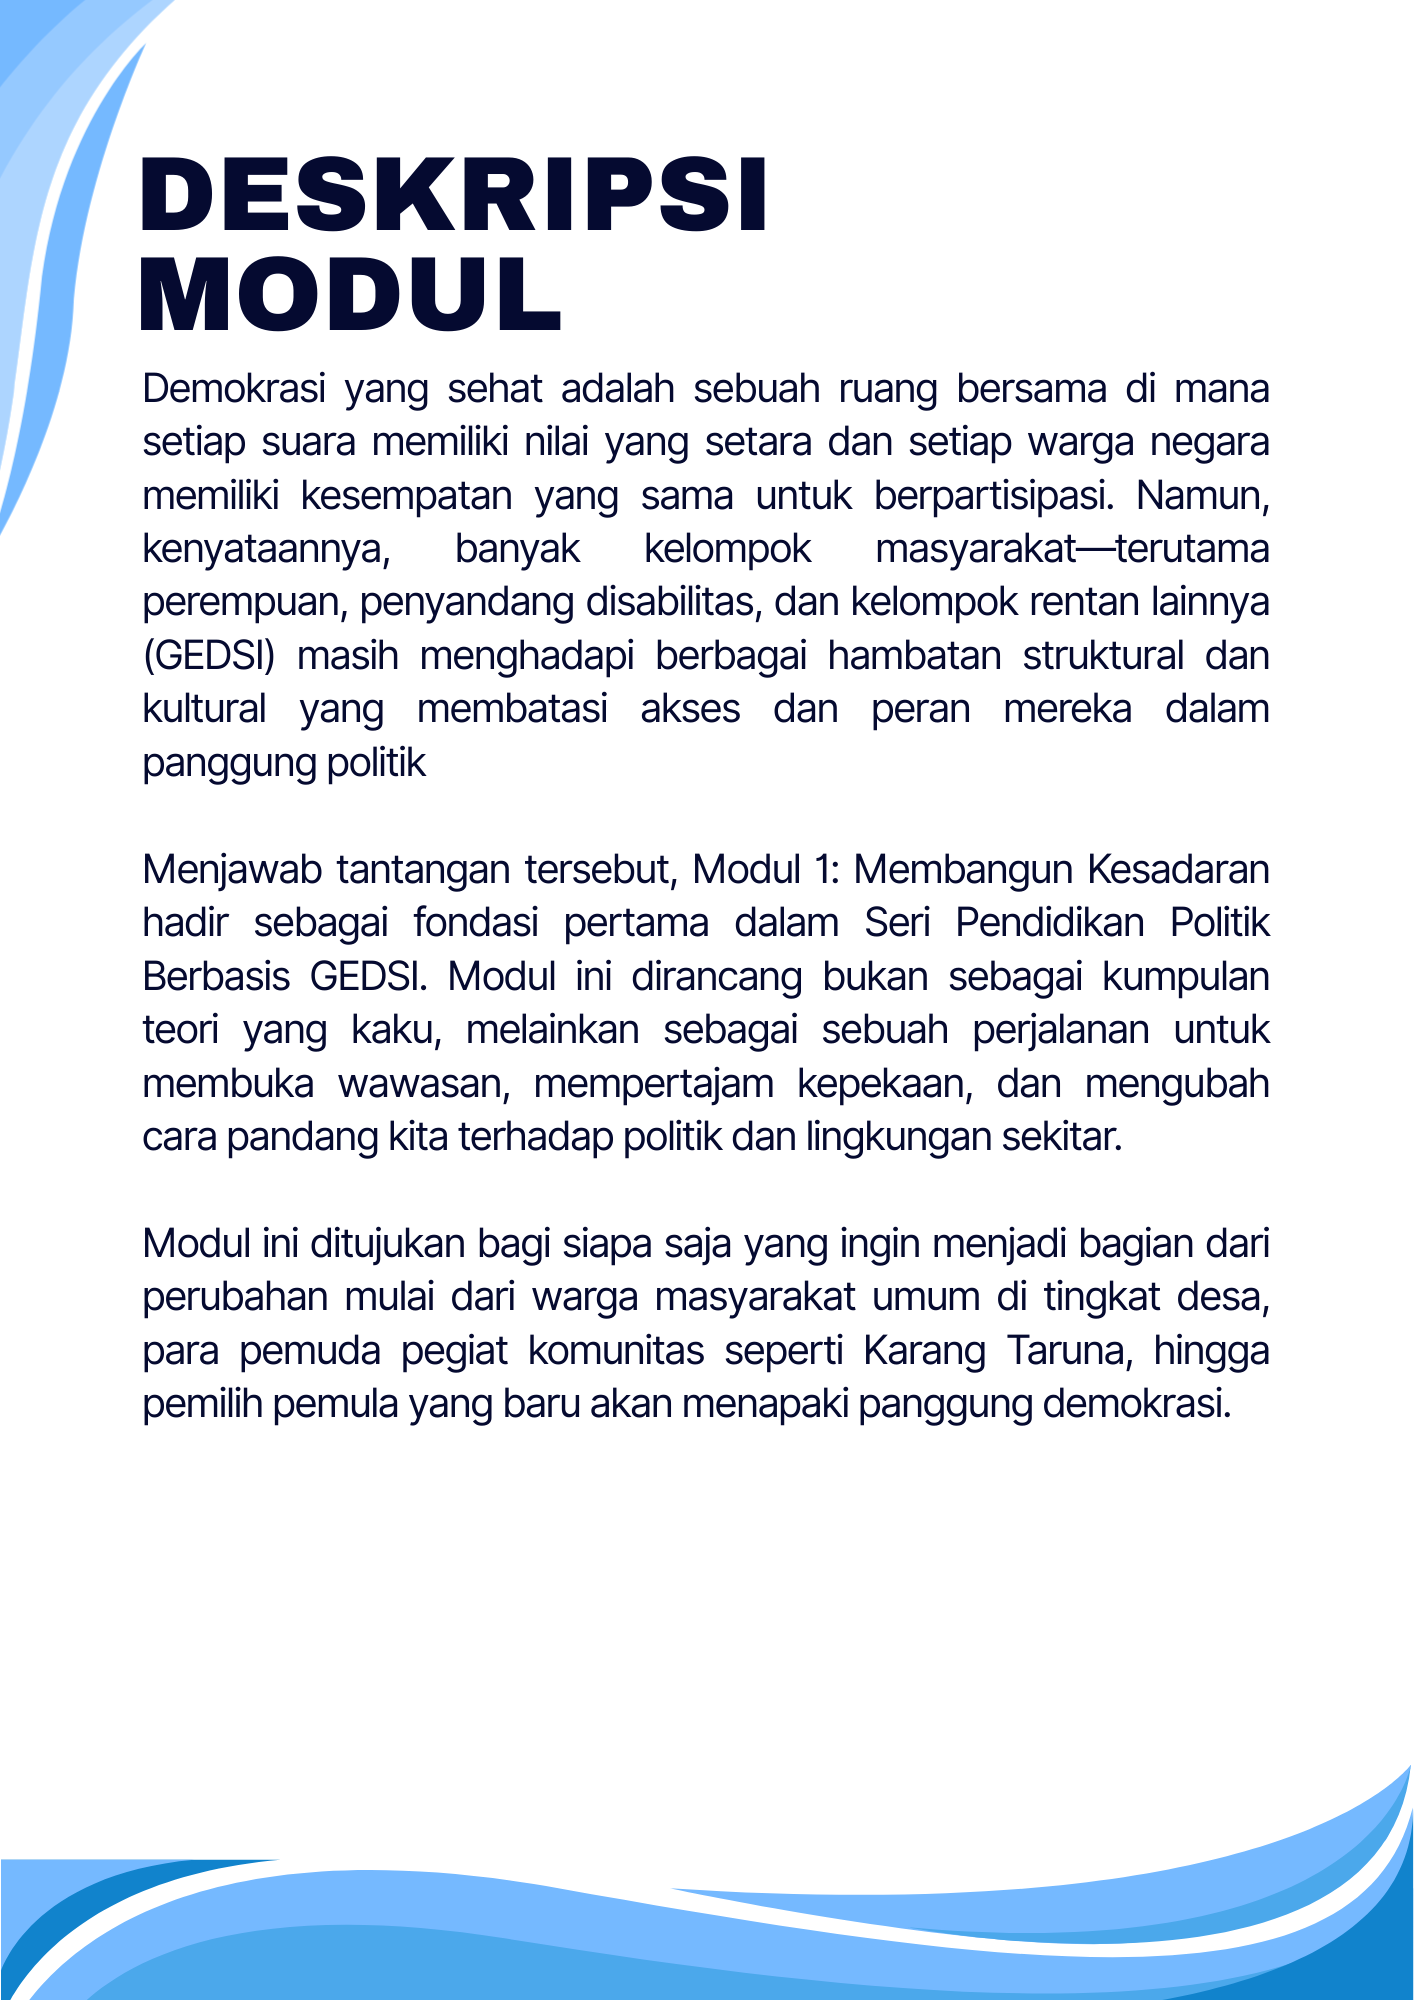 DESKRIPSI
MODUL
Demokrasi yang sehat adalah sebuah ruang bersama di mana
setiap suara memiliki nilai yang setara dan setiap warga negara
memiliki kesempatan yang sama untuk berpartisipasi. Namun,
kenyataannya, banyak kelompok masyarakat—terutama
perempuan, penyandang disabilitas, dan kelompok rentan lainnya
(GEDSI) masih menghadapi berbagai hambatan struktural dan
kultural yang membatasi akses dan peran mereka dalam
panggung politik
Menjawab tantangan tersebut, Modul 1: Membangun Kesadaran
hadir sebagai fondasi pertama dalam Seri Pendidikan Politik
Berbasis GEDSI. Modul ini dirancang bukan sebagai kumpulan
teori yang kaku, melainkan sebagai sebuah perjalanan untuk
membuka wawasan, mempertajam kepekaan, dan mengubah
cara pandang kita terhadap politik dan lingkungan sekitar.
Modul ini ditujukan bagi siapa saja yang ingin menjadi bagian dari
perubahan mulai dari warga masyarakat umum di tingkat desa,
para pemuda pegiat komunitas seperti Karang Taruna, hingga
pemilih pemula yang baru akan menapaki panggung demokrasi.